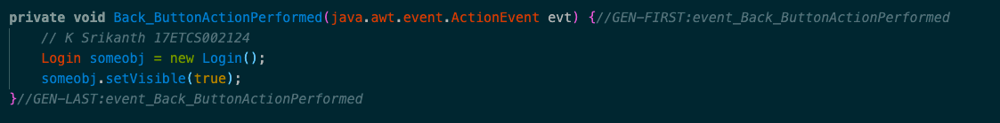 private void Back_ButtonActionPerformed(java.awt.event.ActionEvent evt) {//GEN-FIRST:event_Back_ButtonActionPerformed
    // K Srikanth 17ETCS002124
    Login someobj = new Login();
    someobj.setVisible(true);
}//GEN-LAST:event_Back_ButtonActionPerformed